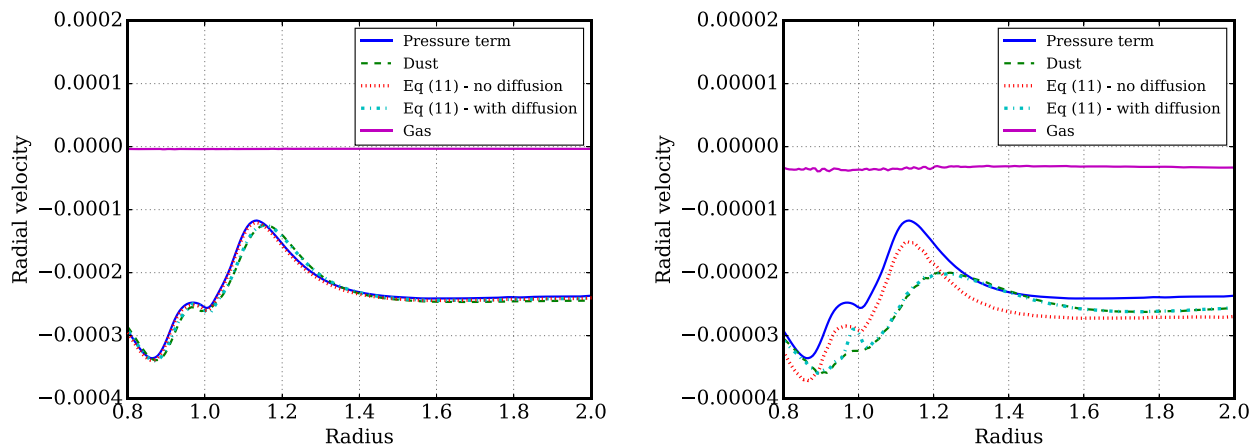 0.0002
0.0001
0.0000
−0.0001
−0.0002
−0.0003
−0.0004
Radial velocity
0.8 1.0 1.2 1.4 1.6 1.8 2.0
Radius
Pressure term
Dust
Eq (11) - no diffusion
Eq (11) - with diffusion
Gas
0.00002
0.00001
0.00000
−0.00001
−0.00002
−0.00003
−0.00004
Radial velocity
0.8 1.0 1.2 1.4 1.6 1.8 2.0
Radius
Pressure term
Dust
Eq (11) - no diffusion
Eq (11) - with diffusion
Gas